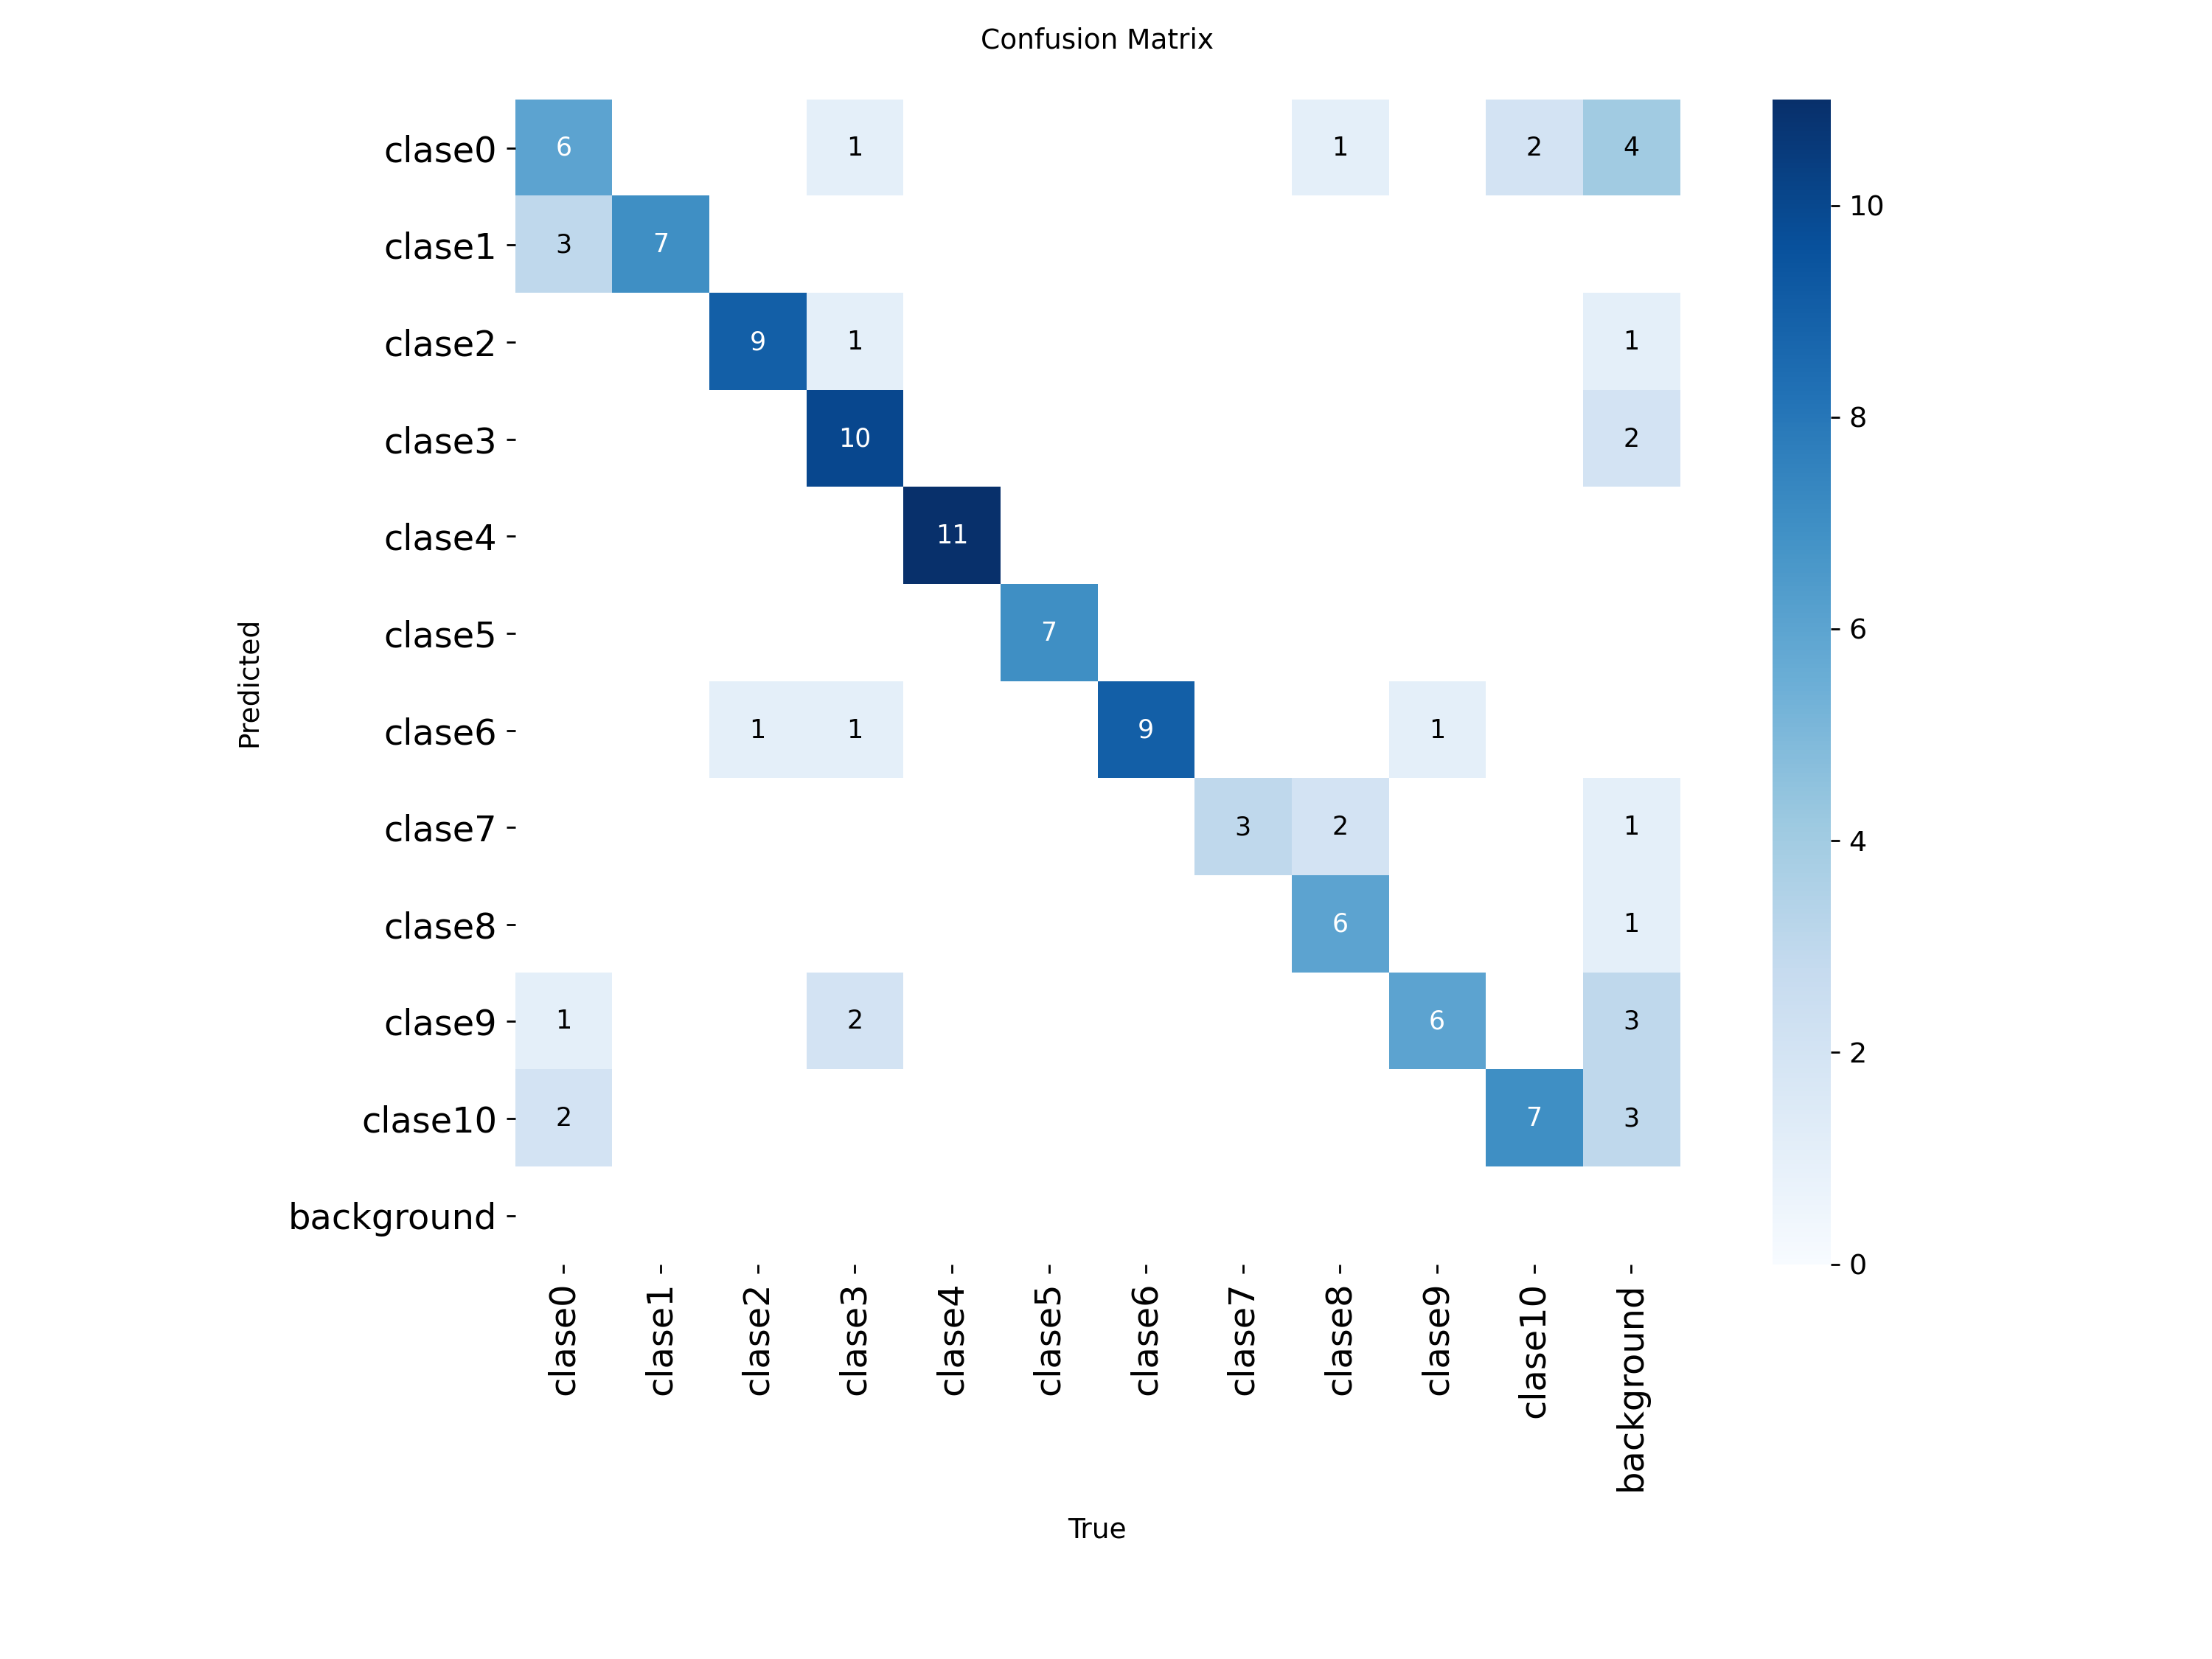 Confusion Matrix
clase0 6 1 1 2 4
clase1 3 7
clase2 9 1 1
clase3 10 2
clase4 11
clase5 7
clase6 1 1 9 1
clase7 3 2 1
clase8 6 1
clase9 1 2 6 3
clase10 2 7 3
background
Predicted
clase0 clase1 clase2 clase3 clase4 clase5 clase6 clase7 clase8 clase9 clase10 background
True
10
8
6
4
2
0